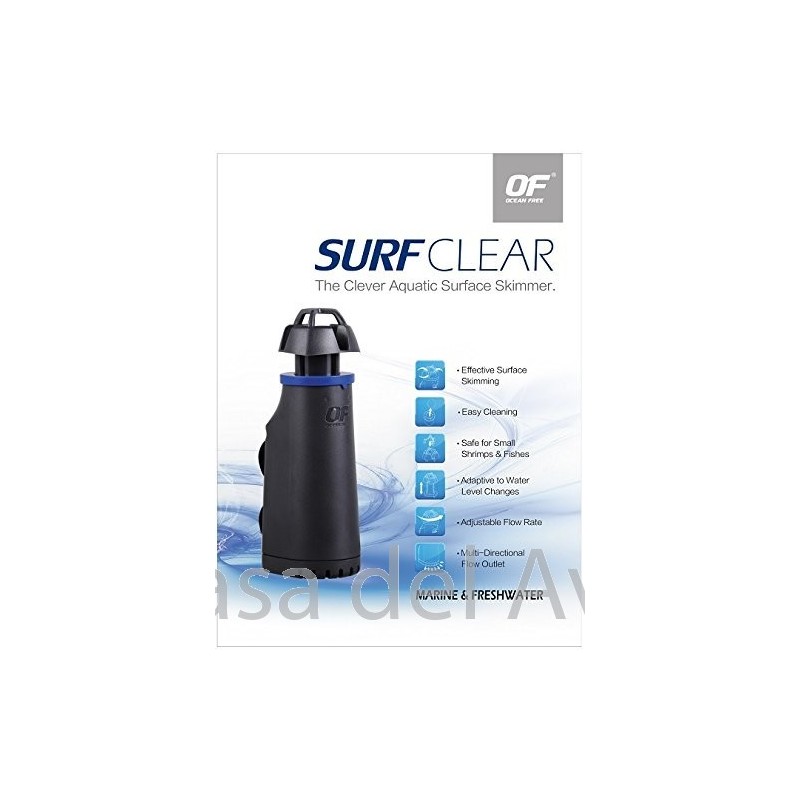 OF®
OCEAN FREE
SURF CLEAR
The Clever Aquatic Surface Skimmer.
• Effective Surface
Skimming
• Easy Cleaning
• Safe for Small
Shrimps & Fishes
• Adaptive to Water
Level Changes
• Adjustable Flow Rate
• Multi-Directional
Flow Outlet
OF
asa del Av
MARINE & FRESHWATER